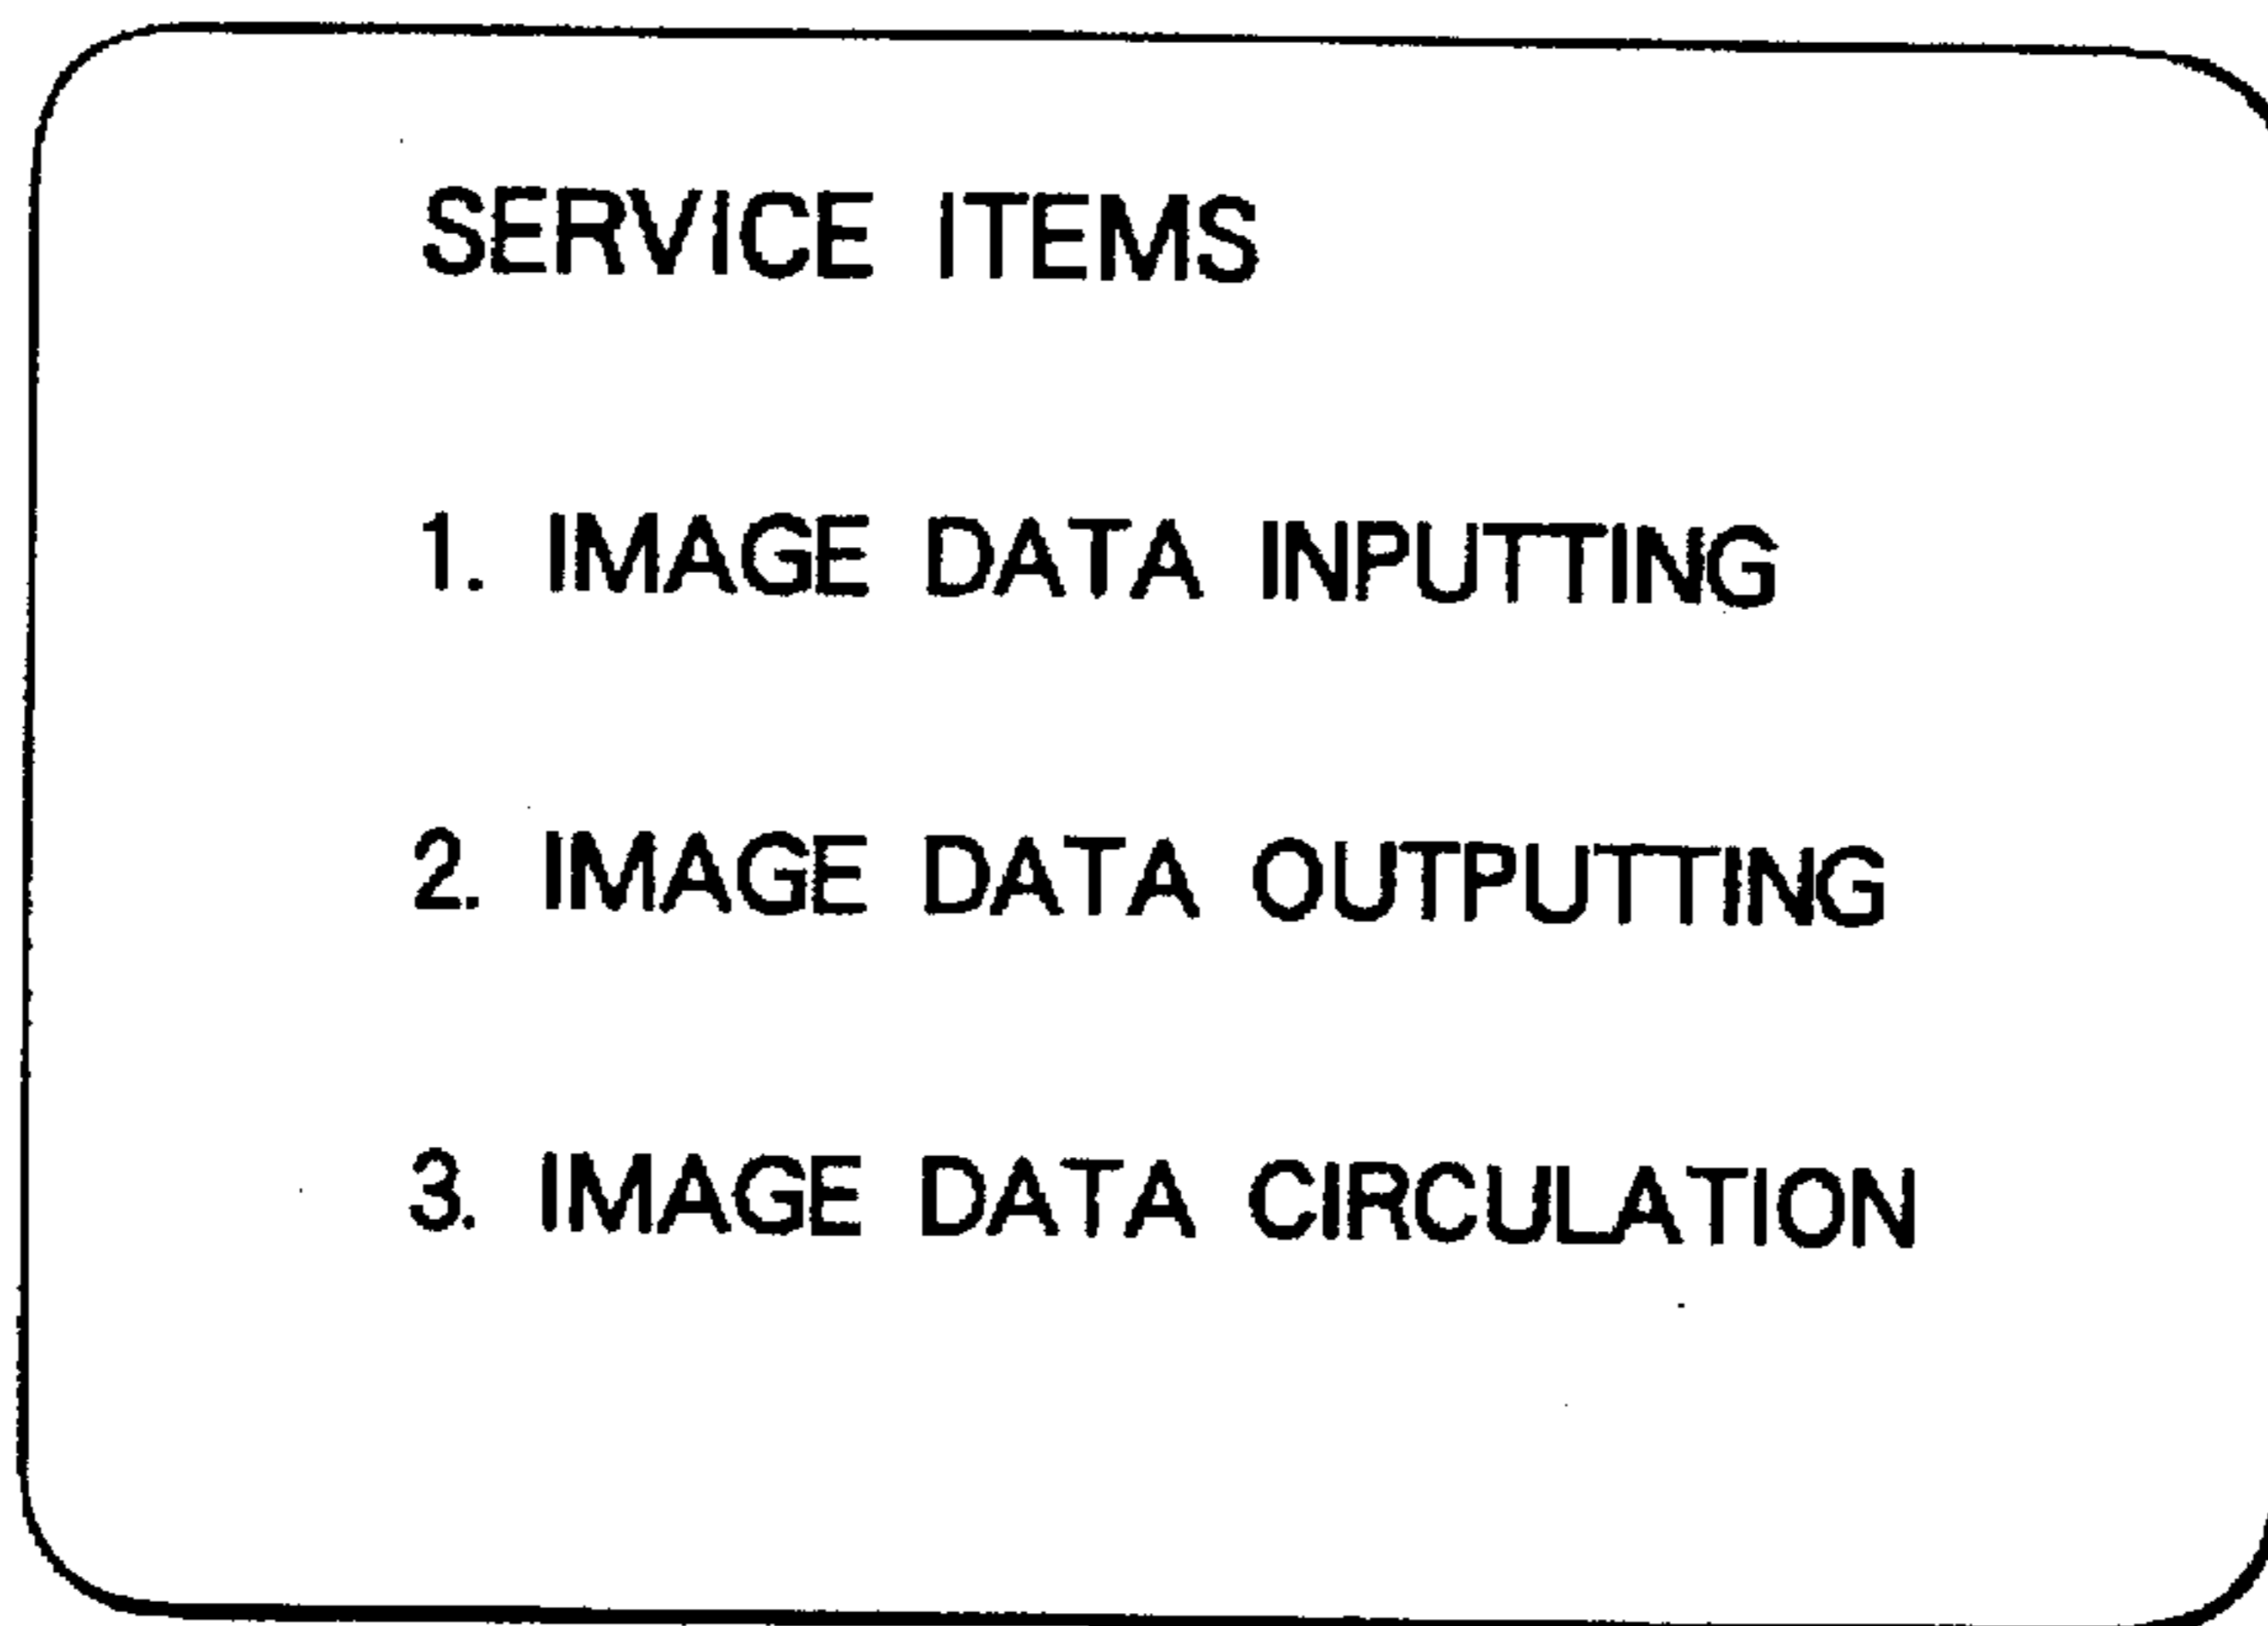 SERVICE ITEMS
1. IMAGE DATA INPUTTING
2. IMAGE DATA OUTPUTTING
3. IMAGE DATA CIRCULATION